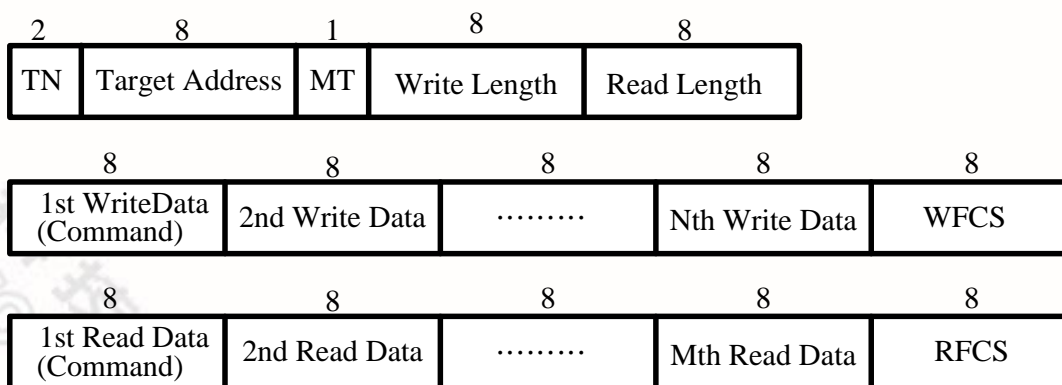 2 8 1 8 8
TN Target Address MT Write Length Read Length
8 8 8 8 8
1st WriteData
(Command) 2nd Write Data ……… Nth Write Data WFCS
8 8 8 8 8
1st Read Data
(Command) 2nd Read Data ……… Mth Read Data RFCS